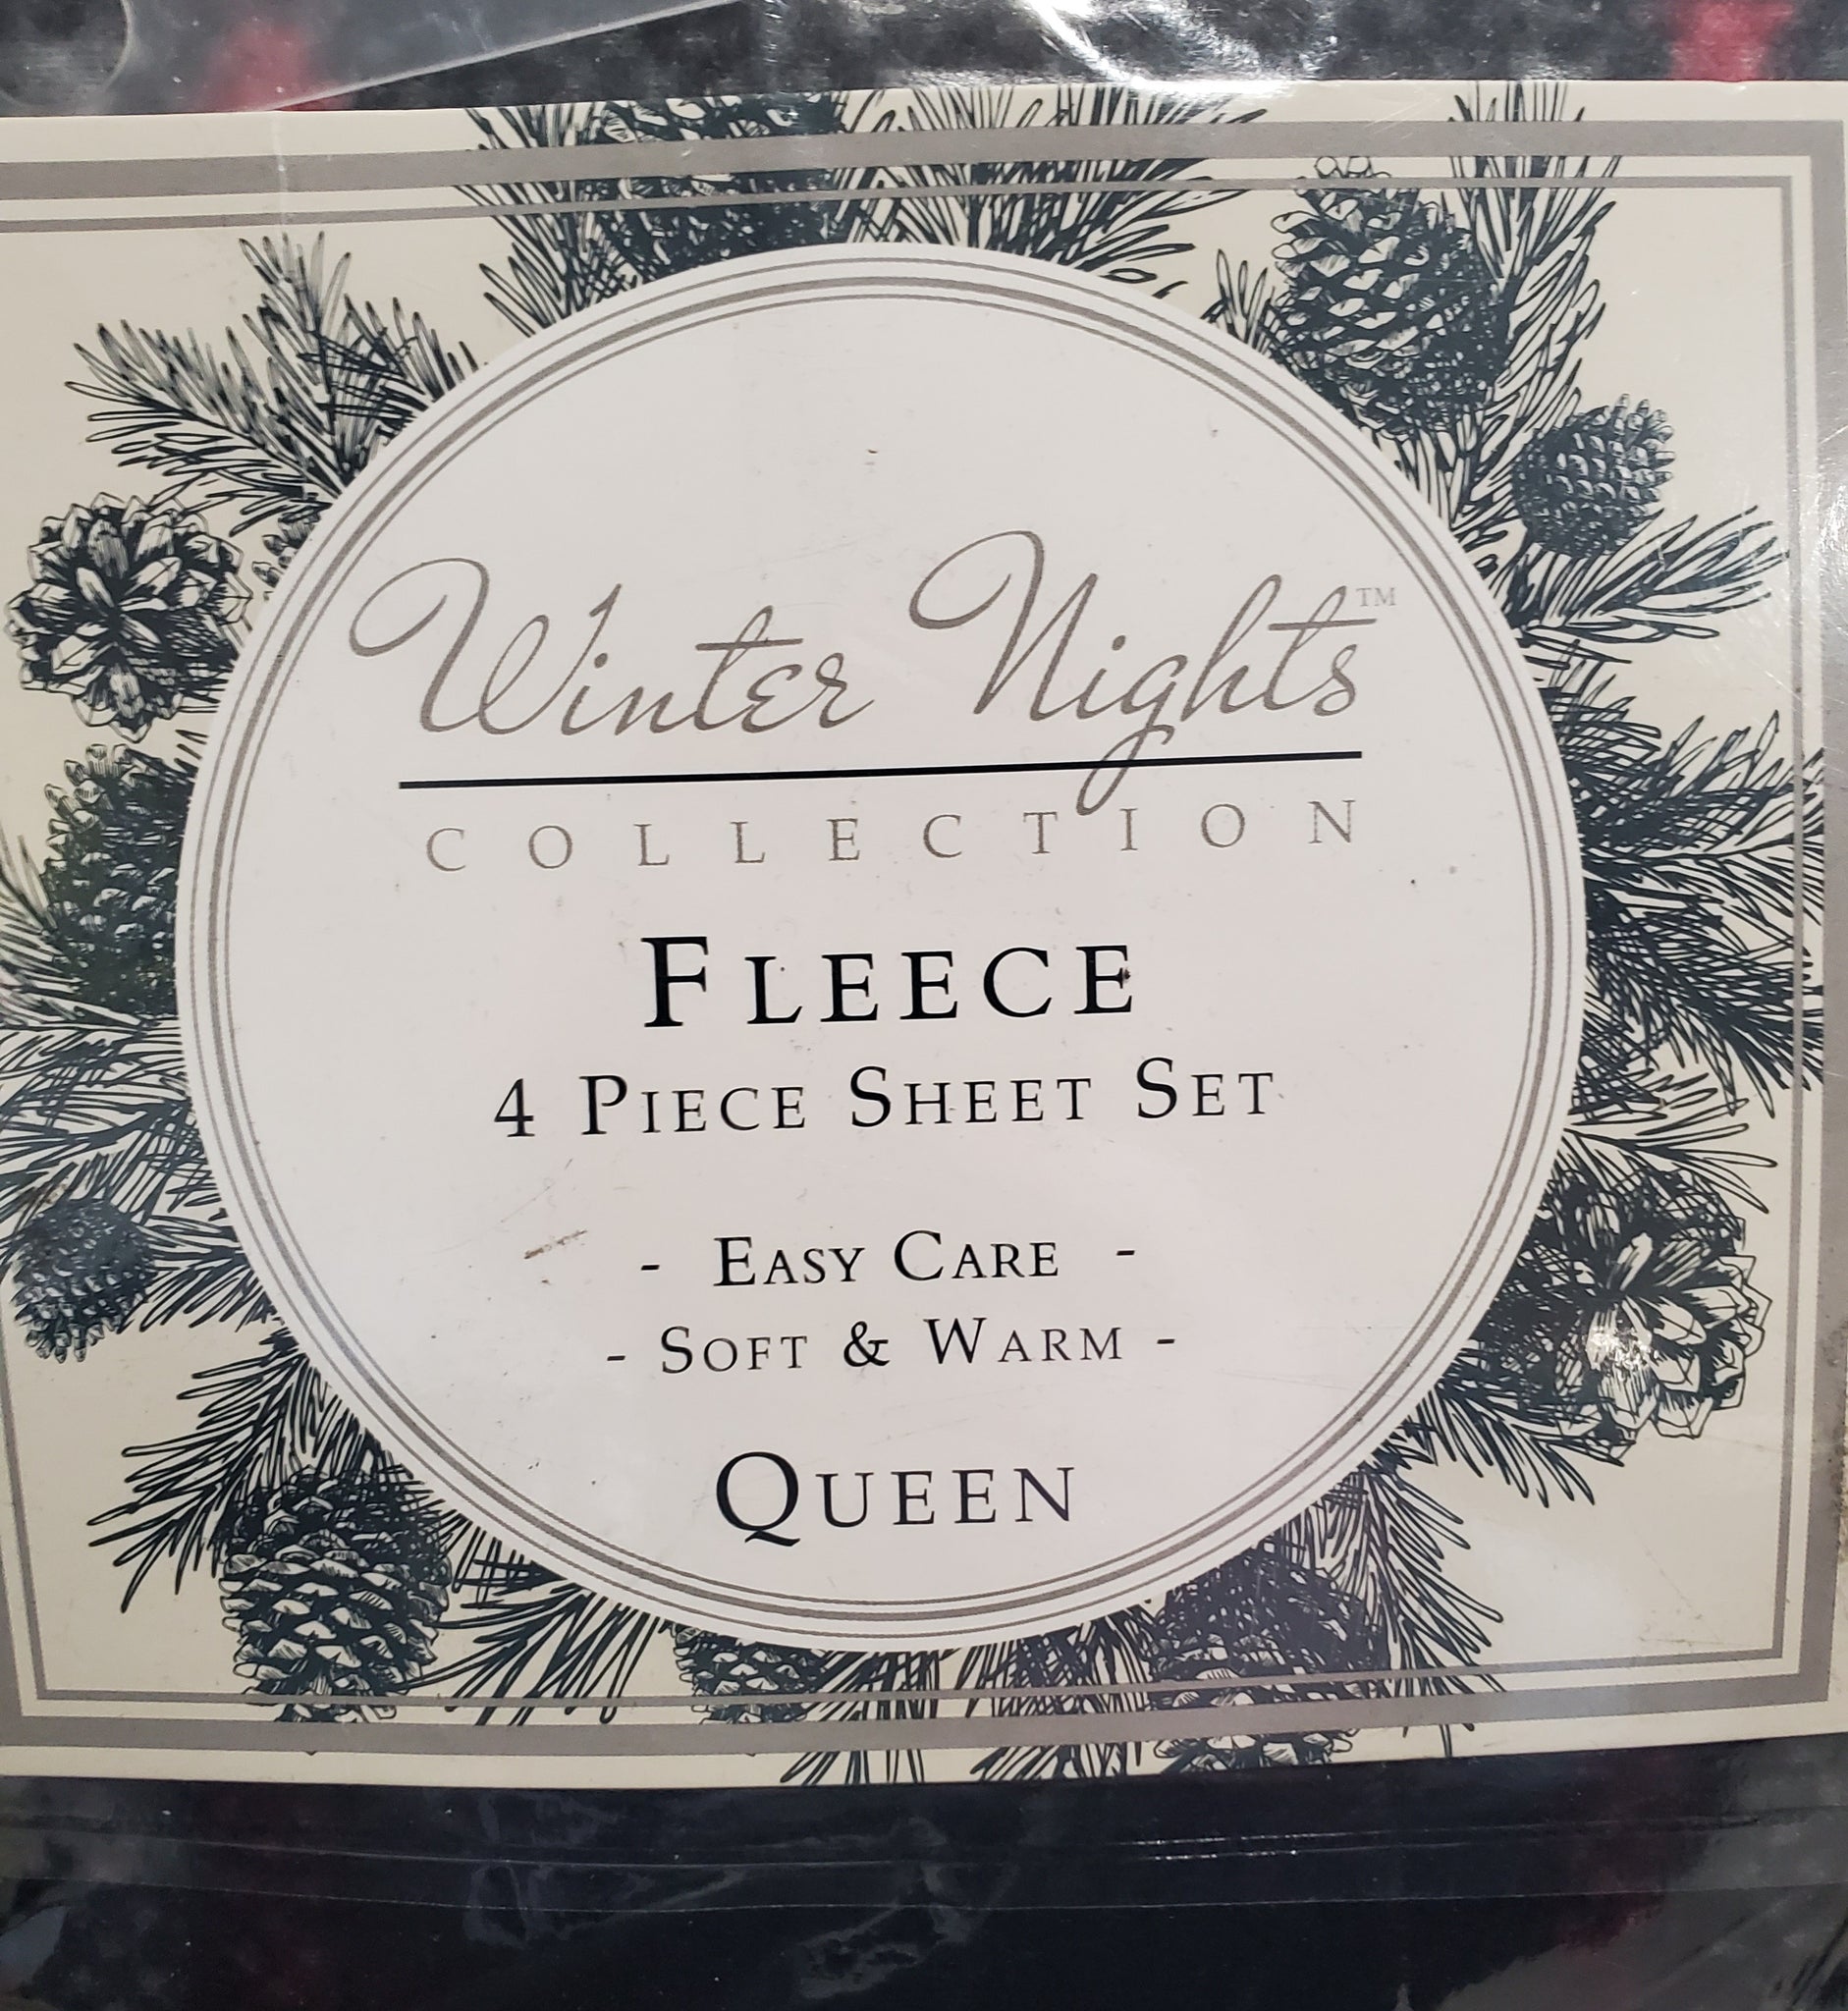 Winter Nights™
COLLECTION
FLEECE
4 PIECE SHEET SET
- EASY CARE -
- SOFT & WARM -
QUEEN